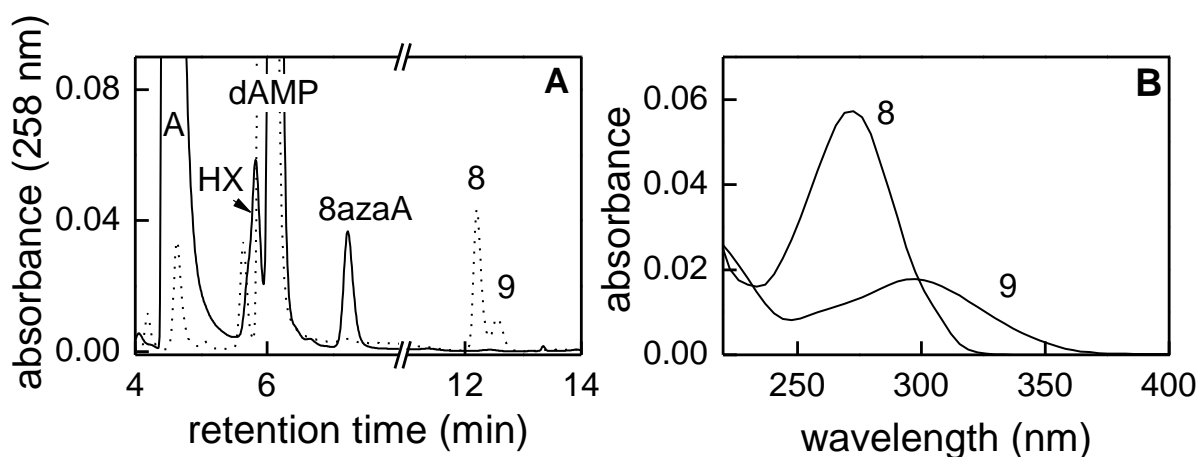 A
absorbance (258 nm)
0.08
0.04
0.00
A
HX
dAMP
8azaA
8
9
4
6
12
14
retention time (min)
B
absorbance
0.06
0.04
0.02
0.00
8
9
250
300
350
400
wavelength (nm)